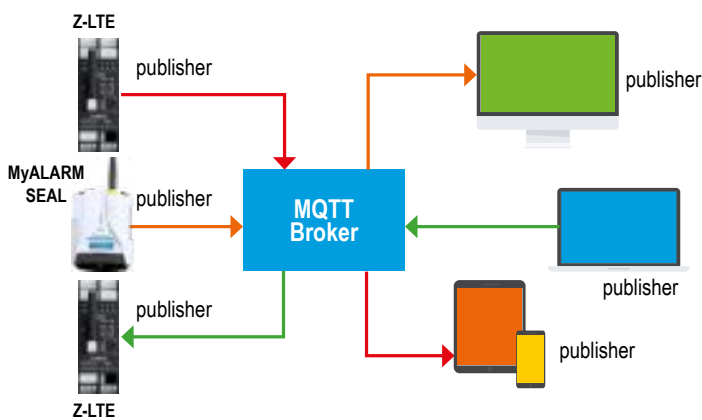 Z-LTE
publisher
publisher
MyALARM
SEAL
publisher
MQTT
Broker
publisher
publisher
publisher
Z-LTE